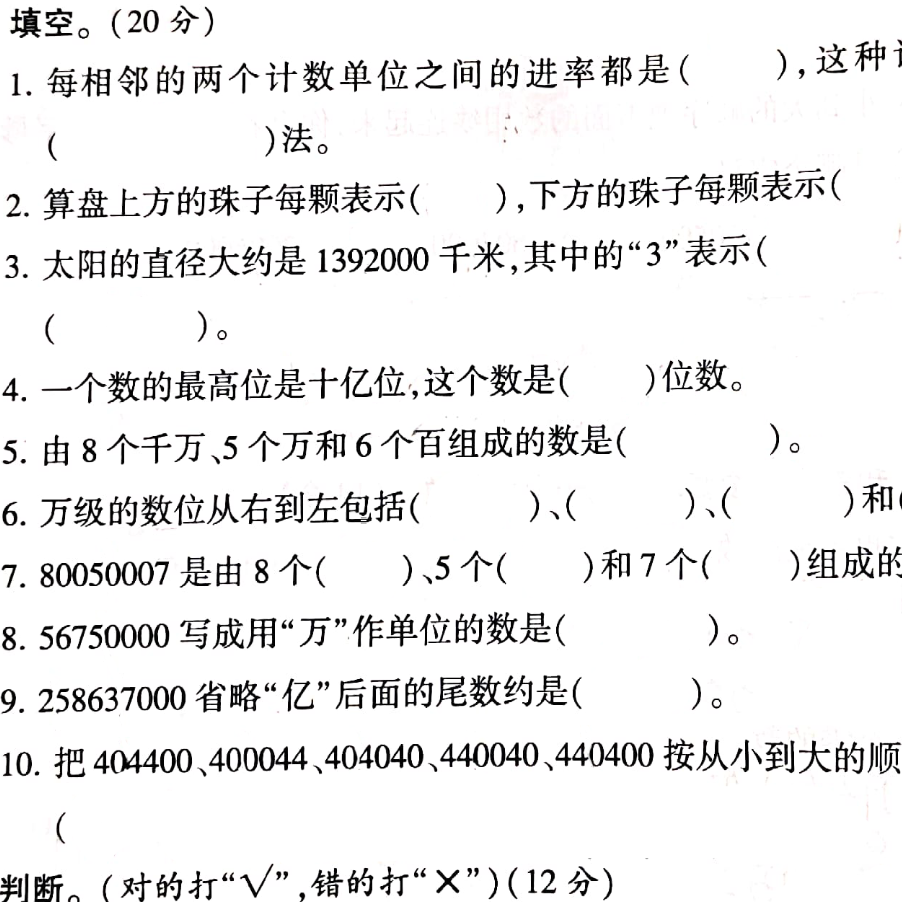 填空。(20 分)
1. 每相邻的两个计数单位之间的进率都是(　　),这种
(　　　　)法。
2. 算盘上方的珠子每颗表示(　　),下方的珠子每颗表示(
3. 太阳的直径大约是 1392000 千米,其中的“3”表示(
(　　　　)。
4. 一个数的最高位是十亿位,这个数是(　　)位数。
5. 由 8 个千万、5 个万和 6 个百组成的数是(　　　　)。
6. 万级的数位从右到左包括(　　　)、(　　　)、(　　　)和(
7. 80050007 是由 8 个(　　)、5 个(　　)和 7 个(　　)组成的
8. 56750000 写成用“万”作单位的数是(　　　　)。
9. 258637000 省略“亿”后面的尾数约是(　　　)。
10. 把 404400、400044、404040、440040、440400 按从小到大的顺
(
判断。(对的打“√”,错的打“×”)(12 分)